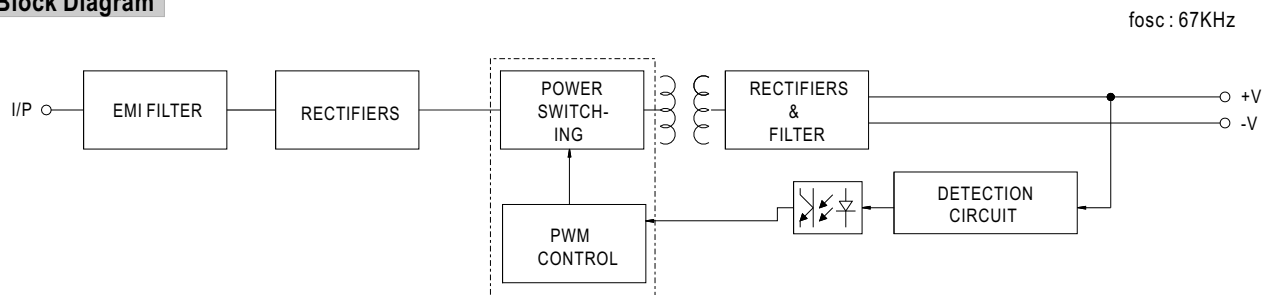 Block Diagram
fosc : 67KHz
I/P
EMI FILTER
RECTIFIERS
POWER
SWITCH-
ING
RECTIFIERS
&
FILTER
+V
-V
DETECTION
CIRCUIT
PWM
CONTROL